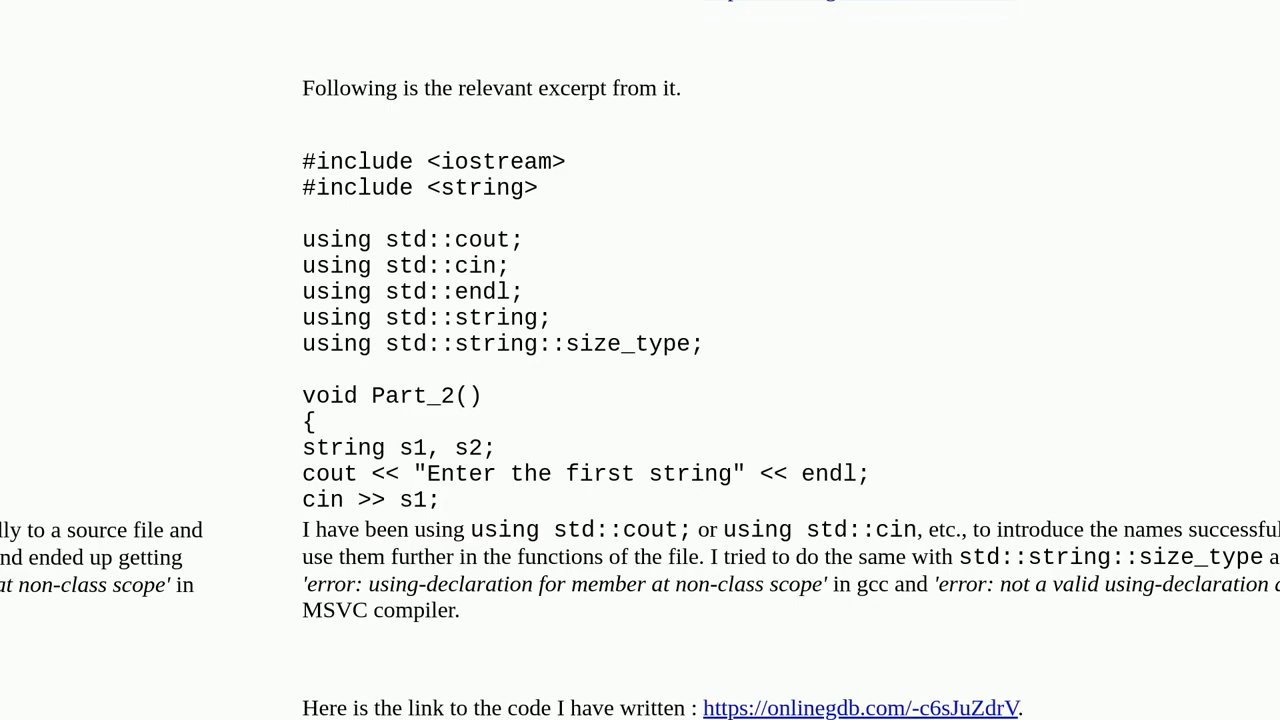 Following is the relevant excerpt from it.
#include <iostream>
#include <string>
using std::cout;
using std::cin;
using std::endl;
using std::string;
using std::string::size_type;
void Part_2()
{
string s1, s2;
cout << "Enter the first string" << endl;
cin >> s1;
lly to a source file and
nd ended up getting
at non-class scope' in
I have been using using std::cout; or using std::cin, etc., to introduce the names successful
use them further in the functions of the file. I tried to do the same with std::string::size_type a
'error: using-declaration for member at non-class scope' in gcc and 'error: not a valid using-declaration
MSVC compiler.
Here is the link to the code I have written : https://onlinegdb.com/-c6sJuZdrV.